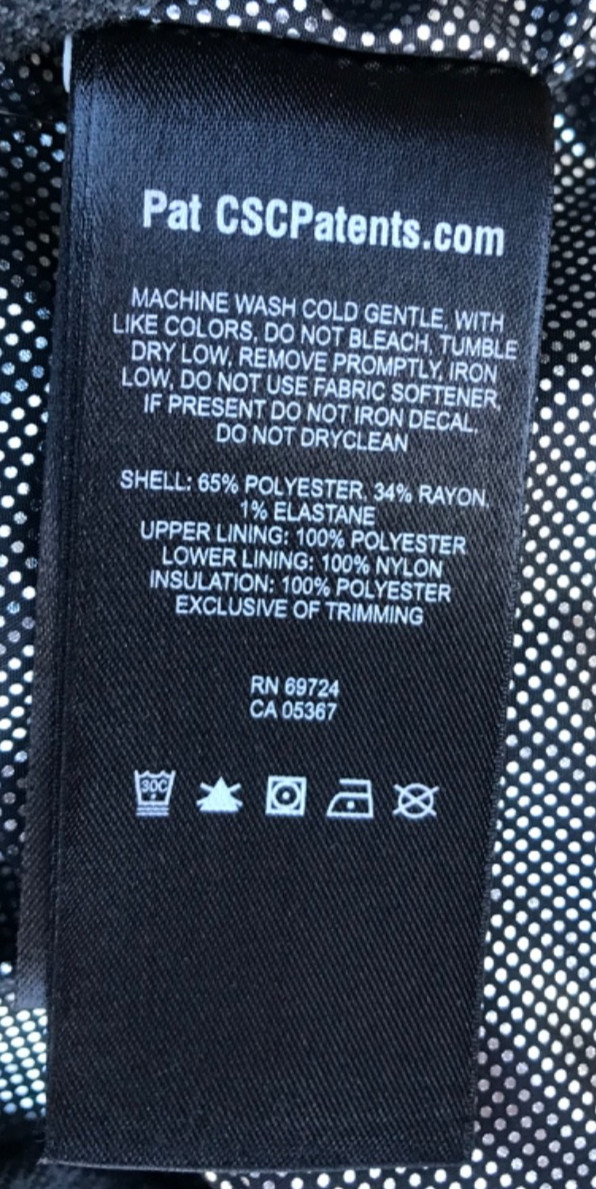 Pat CSCPatents.com
MACHINE WASH COLD GENTLE, WITH
LIKE COLORS, DO NOT BLEACH, TUMBLE
DRY LOW, REMOVE PROMPTLY, IRON
LOW, DO NOT USE FABRIC SOFTENER,
IF PRESENT DO NOT IRON DECAL,
DO NOT DRYCLEAN
SHELL: 65% POLYESTER, 34% RAYON,
1% ELASTANE
UPPER LINING: 100% POLYESTER
LOWER LINING: 100% NYLON
INSULATION: 100% POLYESTER
EXCLUSIVE OF TRIMMING
RN 69724
CA 05367
30C